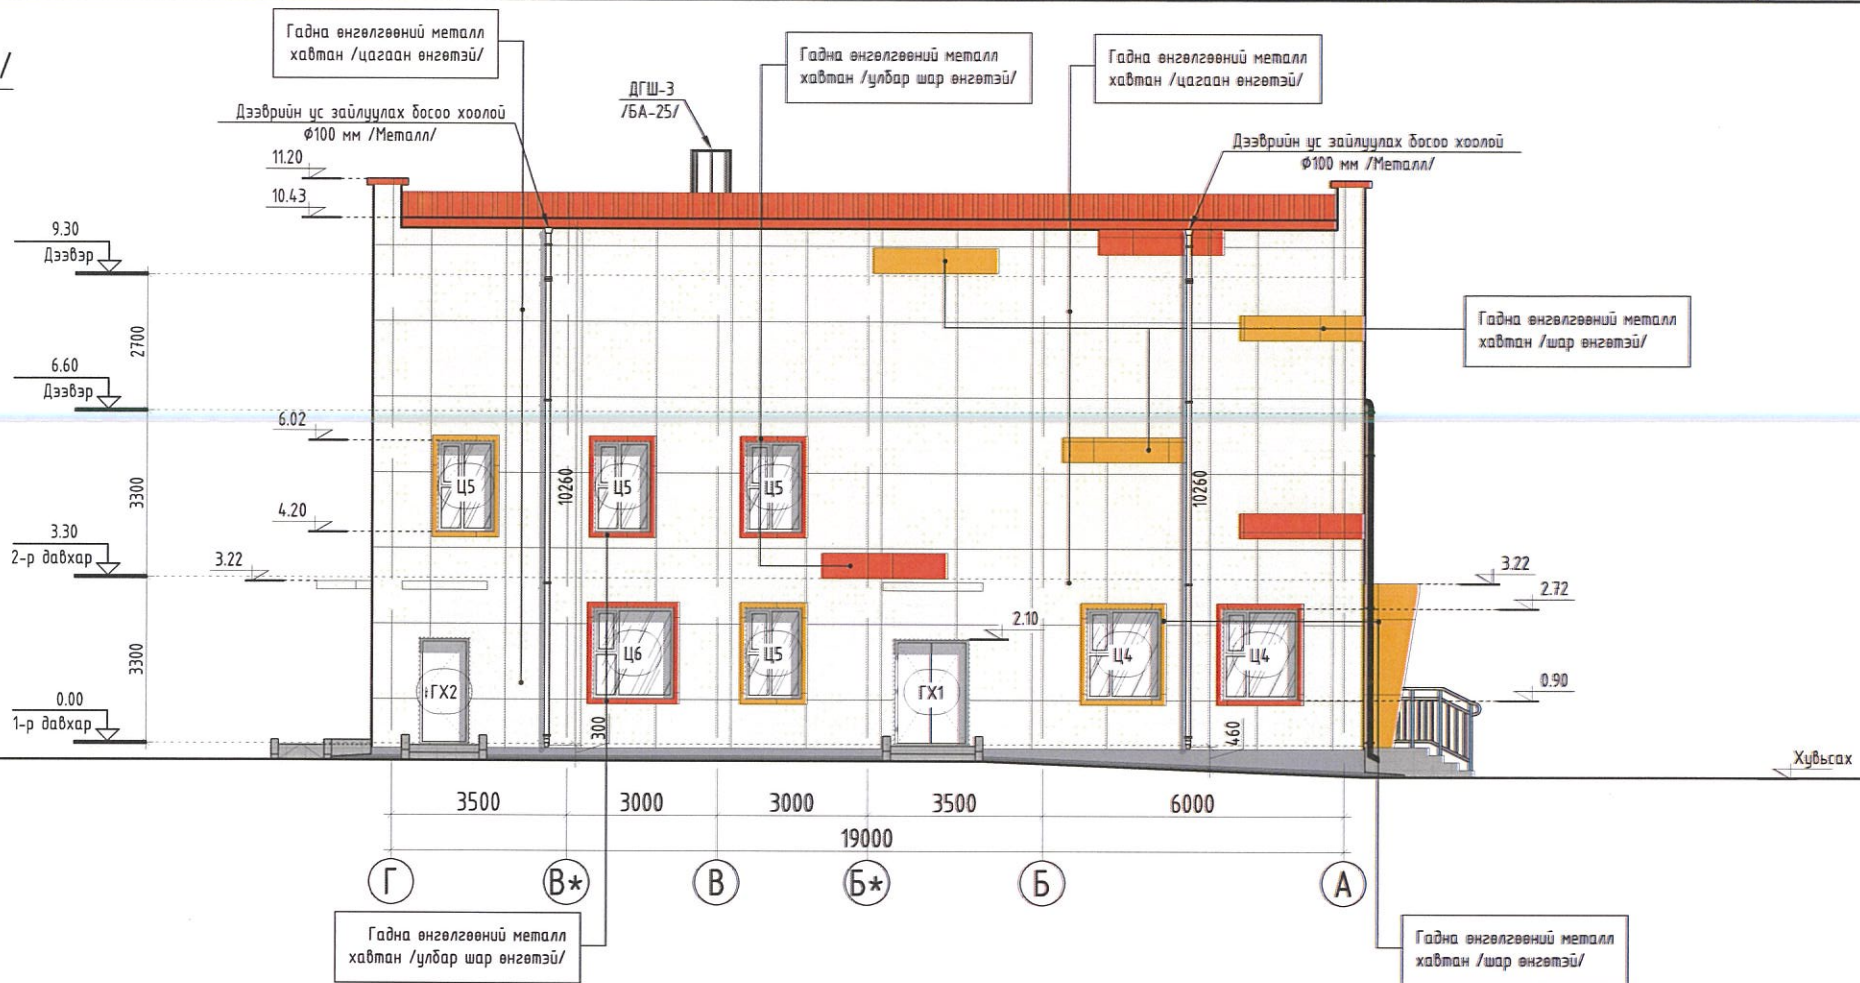 /
Гадна өнгөлгөөний металл
хавтан /цагаан өнгөтэй/
Гадна өнгөлгөөний металл
хавтан /улбар шар өнгөтэй/
Гадна өнгөлгөөний металл
хавтан /цагаан өнгөтэй/
ДГШ-3
/БА-25/
Дээврийн ус зайлуулах босоо хоолой
ф100 мм /Металл/
Дээврийн ус зайлуулах босоо хоолой
ф100 мм /Металл/
11.20
10.43
9.30
Дээвэр
2700
Гадна өнгөлгөөний металл
хавтан /шар өнгөтэй/
6.60
Дээвэр
6.02
3300
4.20
Ц5
10260
Ц5
Ц5
10260
3.30
2-р давхар
3.22
3.22
2.72
2.10
3300
Ц6
Ц5
Ц4
Ц4
ГХ2
ГХ1
0.90
0.00
1-р давхар
300
460
Хувьсах
3500
3000
3000
3500
6000
19000
Г
В*
В
Б*
Б
А
Гадна өнгөлгөөний металл
хавтан /улбар шар өнгөтэй/
Гадна өнгөлгөөний металл
хавтан /шар өнгөтэй/